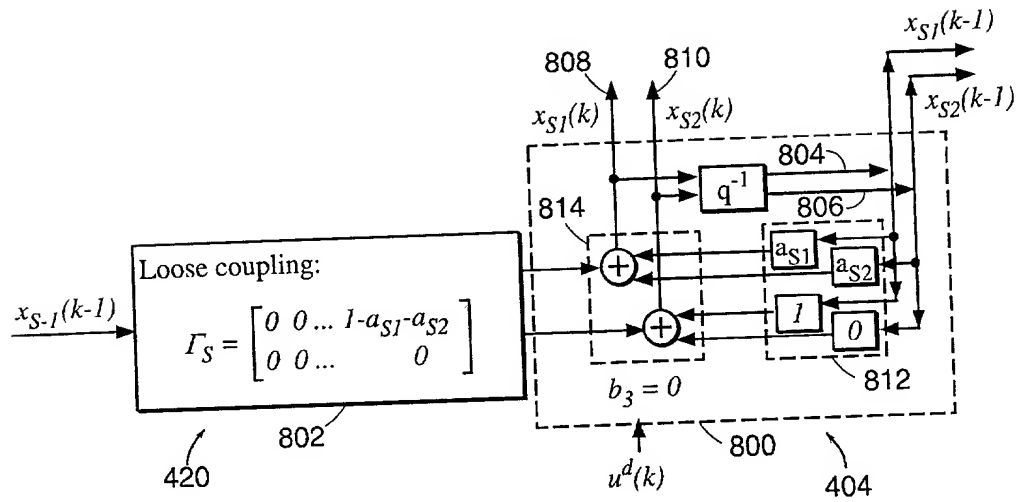 x_{S1}(k-1)
808
810
x_{S1}(k)
x_{S2}(k)
x_{S2}(k-1)
804
q^{-1}
814
806
a_{S1}
a_{S2}
Loose coupling:
x_{S-1}(k-1)
Γ_S = [0 0 ... 1-a_{S1}-a_{S2}
0 0 ... 0]
+
+
1
0
b_3 = 0
812
802
800
420
u^d(k)
404